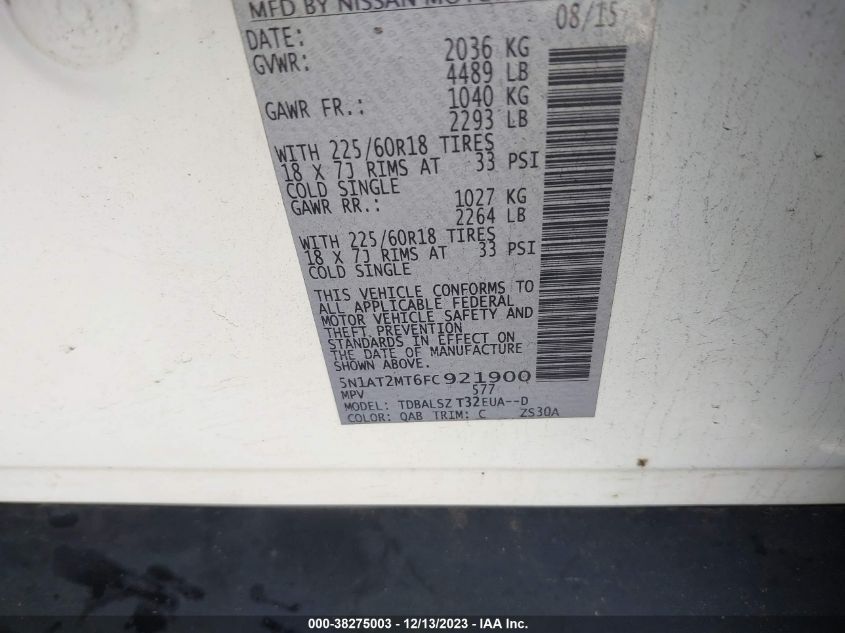 MFD BY NISSAN MOTO
DATE: 08/15
GVWR: 2036 KG
4489 LB
GAWR FR.: 1040 KG
2293 LB
WITH 225/60R18 TIRES
18 X 7J RIMS AT 33 PSI
COLD SINGLE
GAWR RR.: 1027 KG
2264 LB
WITH 225/60R18 TIRES
18 X 7J RIMS AT 33 PSI
COLD SINGLE
THIS VEHICLE CONFORMS TO
ALL APPLICABLE FEDERAL
MOTOR VEHICLE SAFETY AND
THEFT PREVENTION
STANDARDS IN EFFECT ON
THE DATE OF MANUFACTURE
5N1AT2MT6FC921900
MPV 577
MODEL: TDBALSZ T32EUA--D
COLOR: QAB TRIM: C ZS30A
000-38275003 - 12/13/2023 - IAA Inc.